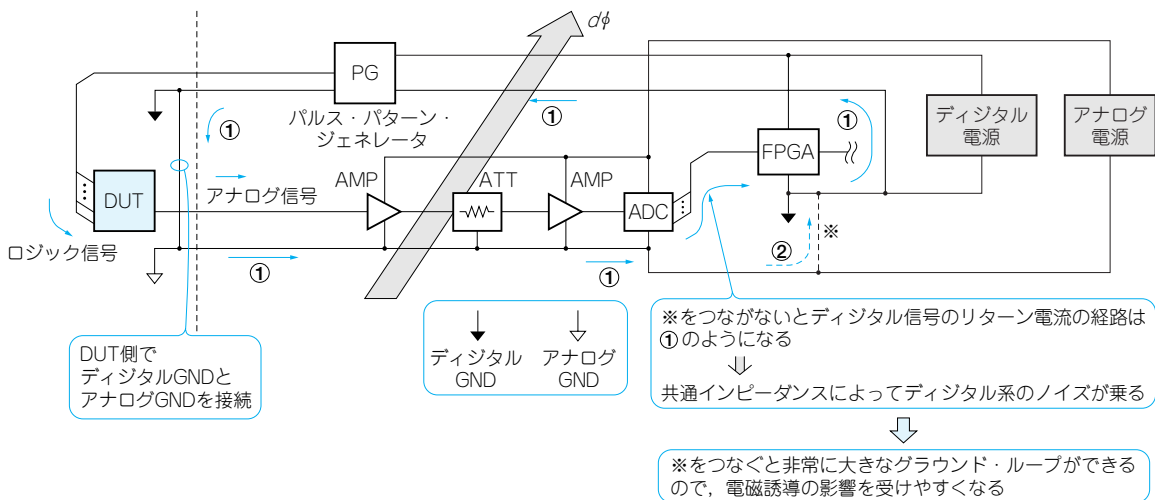 dφ
PG
パルス・パターン・
ジェネレータ
①
①
①
ディジタル
電源
アナログ
電源
FPGA
DUT
アナログ信号
AMP
ATT
AMP
ADC
ロジック信号
①
①
②
※
DUT側で
ディジタルGNDと
アナログGNDを接続
ディジタル
GND
アナログ
GND
※をつながないとディジタル信号のリターン電流の経路は
①のようになる
共通インピーダンスによってディジタル系のノイズが乗る
※をつなぐと非常に大きなグラウンド・ループができる
ので，電磁誘導の影響を受けやすくなる